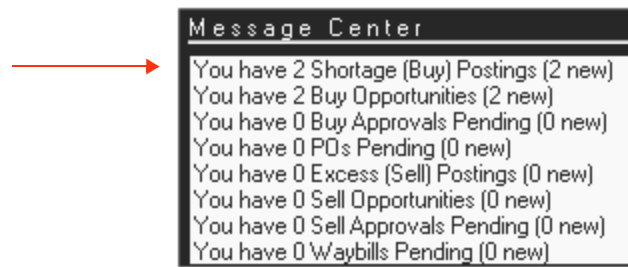 Message Center
You have 2 Shortage (Buy) Postings (2 new)
You have 2 Buy Opportunities (2 new)
You have 0 Buy Approvals Pending (0 new)
You have 0 POs Pending (0 new)
You have 0 Excess (Sell) Postings (0 new)
You have 0 Sell Opportunities (0 new)
You have 0 Sell Approvals Pending (0 new)
You have 0 Waybills Pending (0 new)